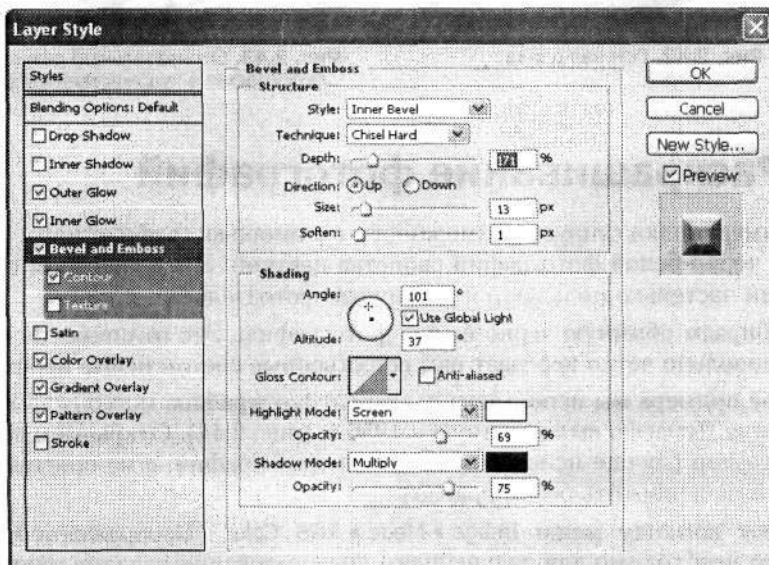 Layer Style
Styles
Blending Options: Default
Drop Shadow
Inner Shadow
Outer Glow
Inner Glow
Bevel and Emboss
Contour
Texture
Satin
Color Overlay
Gradient Overlay
Pattern Overlay
Stroke
Bevel and Emboss
Structure
Style: Inner Bevel
Technique: Chisel Hard
Depth: 171 %
Direction: Up Down
Size: 13 px
Soften: 1 px
Shading
Angle: 101 °
Use Global Light
Altitude: 37 °
Gloss Contour: Anti-aliased
Highlight Mode: Screen
Opacity: 69 %
Shadow Mode: Multiply
Opacity: 75 %
OK
Cancel
New Style...
Preview